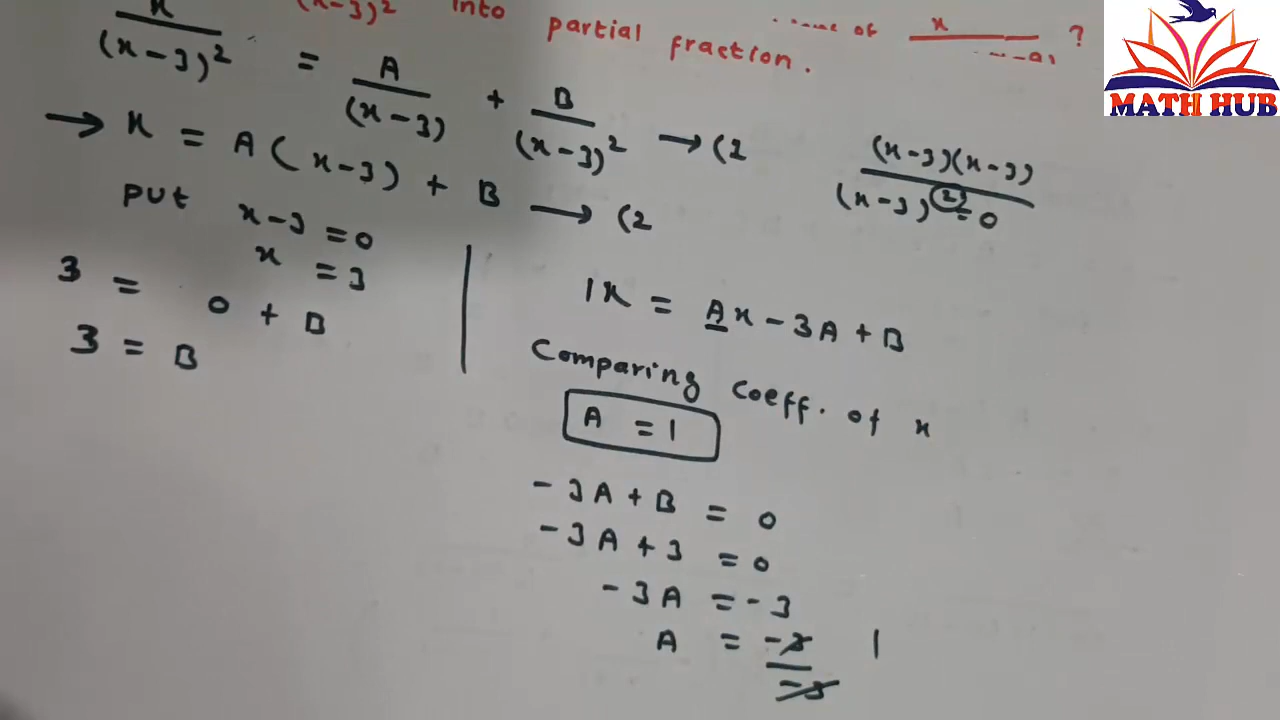 (x-3)² into partial fraction.
of x ?
x/(x-3)² = A/(x-3) + B/(x-3)² → (2
→ x = A(x-3) + B → (2
put x-3 = 0
x = 3
3 = 0 + B
3 = B
(x-3)(x-3)
(x-3)² = 0
1x = Ax - 3A + B
Comparing coeff. of x
A = 1
-3A + B = 0
-3A + 3 = 0
-3A = -3
A = -3/-3 1
MATH HUB